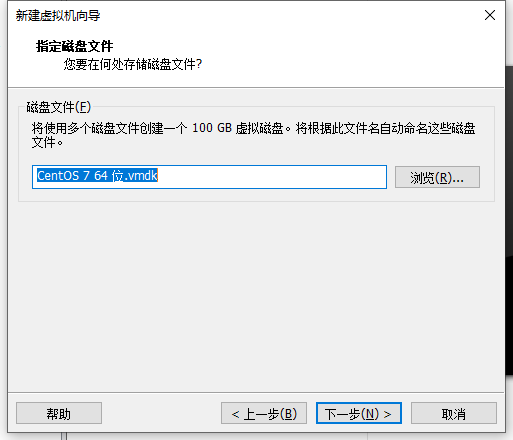 新建虚拟机向导
指定磁盘文件
您要在何处存储磁盘文件?
磁盘文件(F)
将使用多个磁盘文件创建一个 100 GB 虚拟磁盘。将根据此文件名自动命名这些磁盘
文件。
CentOS 7 64 位.vmdk
浏览(R)...
帮助
< 上一步(B)
下一步(N) >
取消